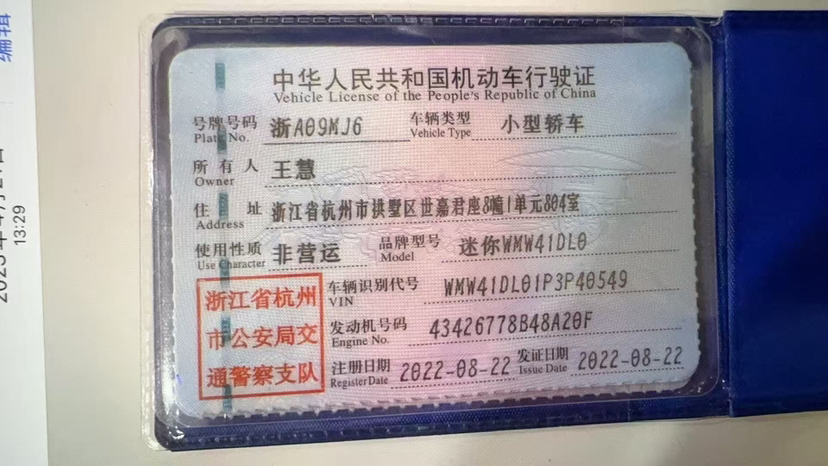 中华人民共和国机动车行驶证
Vehicle License of the People's Republic of China
号牌号码 浙A09MJ6 车辆类型 小型轿车
Plate No. Vehicle Type
所有人 王慧
Owner
住址 浙江省杭州市拱墅区世嘉君座8幢1单元804室
Address
使用性质 非营运 品牌型号 迷你WMW41DL0
Use Character Model
车辆识别代号 WMW41DL01P3P40549
VIN
发动机号码 43426778B48A20F
Engine No.
注册日期 2022-08-22 发证日期 2022-08-22
Register Date Issue Date
浙江省杭州
市公安局交
通警察支队
编辑
13:29